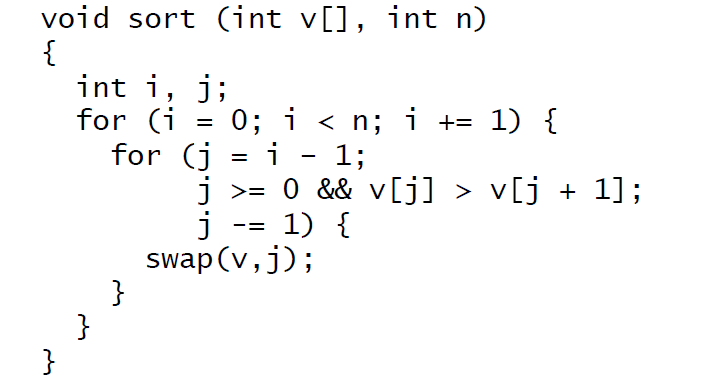 void sort (int v[], int n)
{
  int i, j;
  for (i = 0; i < n; i += 1) {
    for (j = i - 1;
         j >= 0 && v[j] > v[j + 1];
         j -= 1) {
      swap(v,j);
    }
  }
}